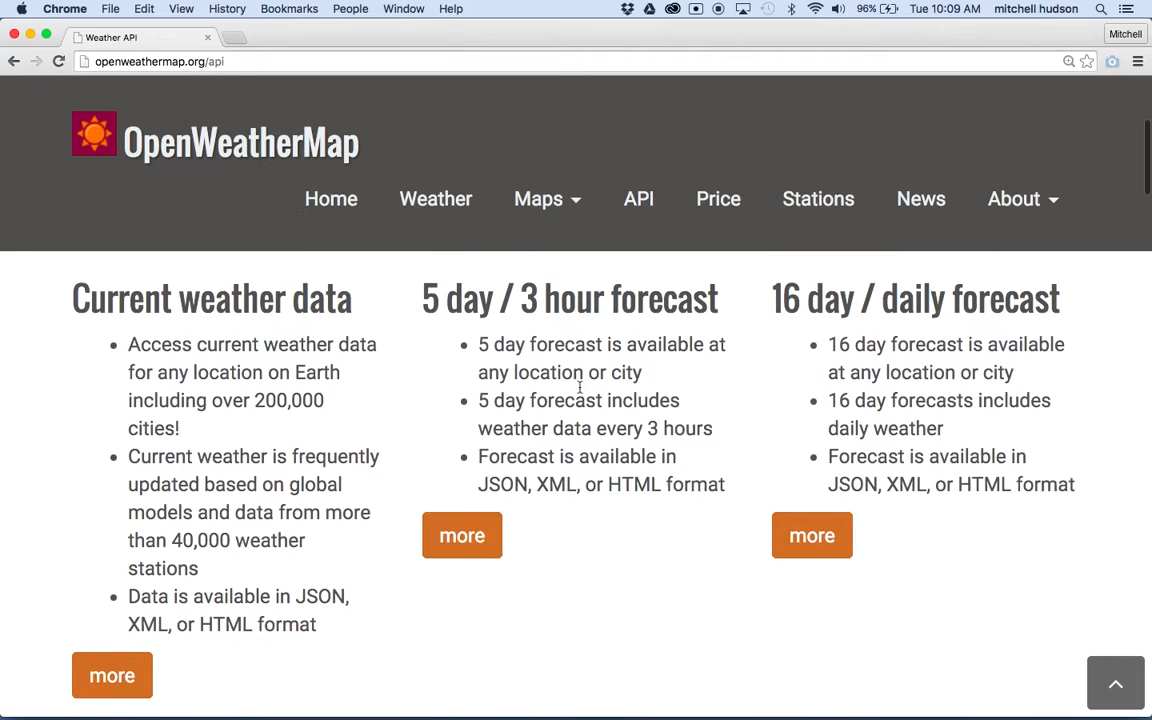 Chrome File Edit View History Bookmarks People Window Help 96% Tue 10:09 AM mitchell hudson
Weather API Mitchell
openweathermap.org/api
OpenWeatherMap
Home Weather Maps API Price Stations News About
Current weather data
Access current weather data
for any location on Earth
including over 200,000
cities!
Current weather is frequently
updated based on global
models and data from more
than 40,000 weather
stations
Data is available in JSON,
XML, or HTML format
more
5 day / 3 hour forecast
5 day forecast is available at
any location or city
5 day forecast includes
weather data every 3 hours
Forecast is available in
JSON, XML, or HTML format
more
16 day / daily forecast
16 day forecast is available
at any location or city
16 day forecasts includes
daily weather
Forecast is available in
JSON, XML, or HTML format
more